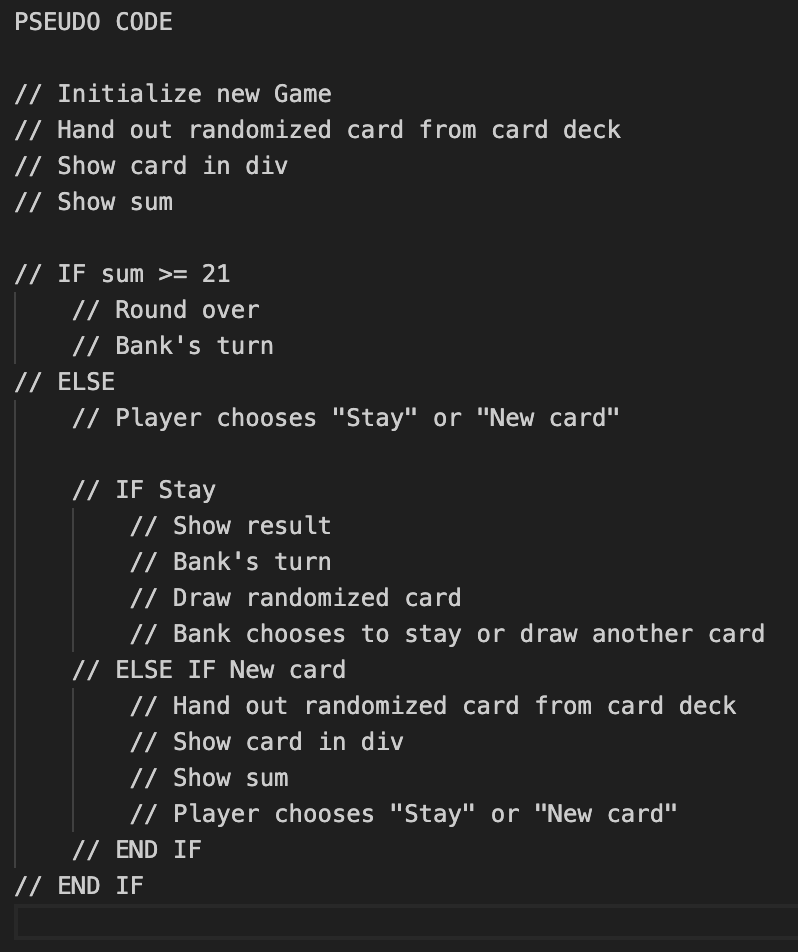 PSEUDO CODE
// Initialize new Game
// Hand out randomized card from card deck
// Show card in div
// Show sum
// IF sum >= 21
// Round over
// Bank's turn
// ELSE
// Player chooses "Stay" or "New card"
// IF Stay
// Show result
// Bank's turn
// Draw randomized card
// Bank chooses to stay or draw another card
// ELSE IF New card
// Hand out randomized card from card deck
// Show card in div
// Show sum
// Player chooses "Stay" or "New card"
// END IF
// END IF